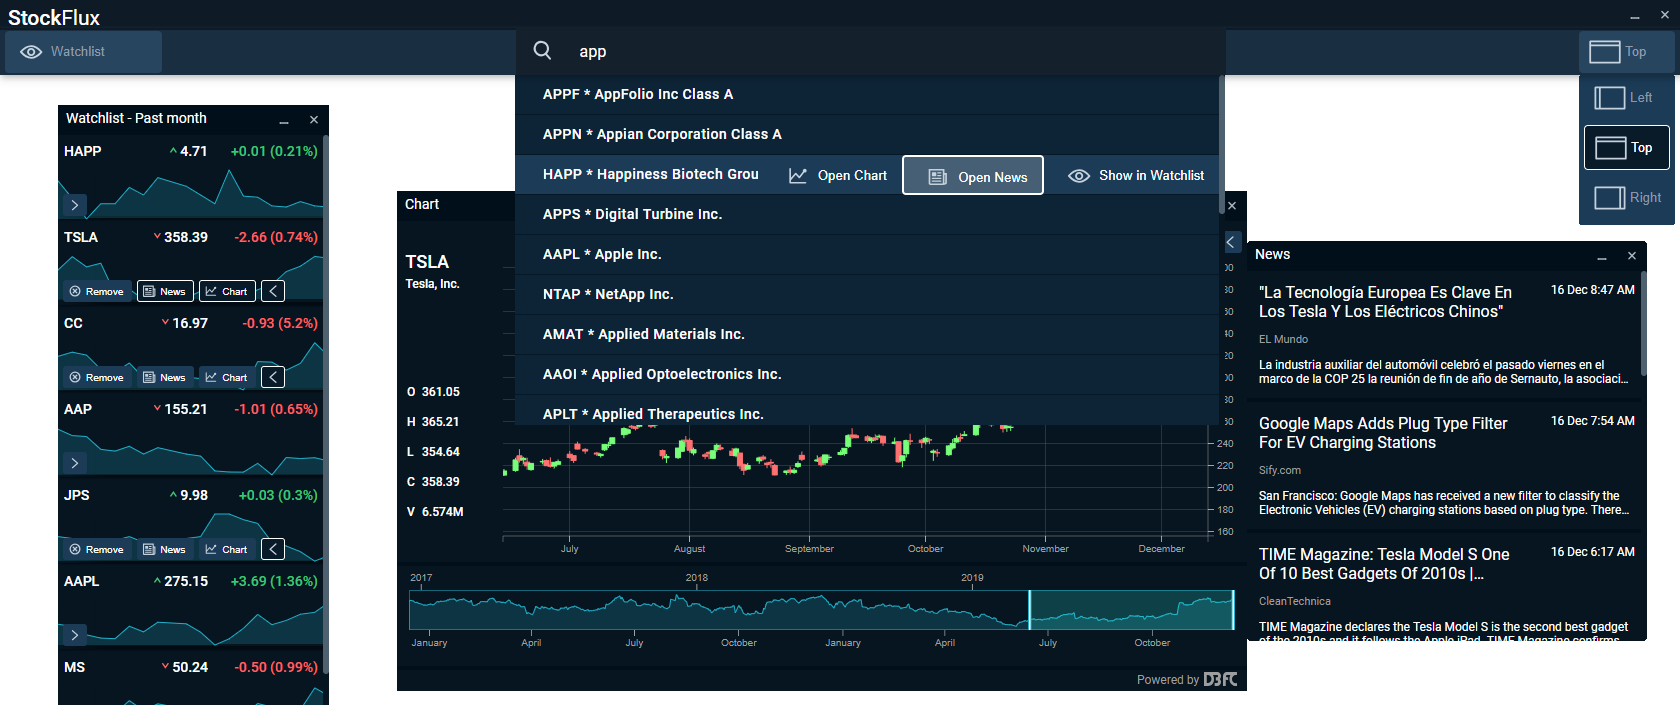 StockFlux
Watchlist
app
Top
Left
Top
Right
APPF * AppFolio Inc Class A
APPN * Appian Corporation Class A
HAPP * Happiness Biotech Grou
Open Chart
Open News
Show in Watchlist
APPS * Digital Turbine Inc.
AAPL * Apple Inc.
NTAP * NetApp Inc.
AMAT * Applied Materials Inc.
AAOI * Applied Optoelectronics Inc.
APLT * Applied Therapeutics Inc.
Watchlist - Past month
HAPP 4.71 +0.01 (0.21%)
TSLA 358.39 -2.66 (0.74%)
Remove News Chart
CC 16.97 -0.93 (5.2%)
Remove News Chart
AAP 155.21 -1.01 (0.65%)
JPS 9.98 +0.03 (0.3%)
Remove News Chart
AAPL 275.15 +3.69 (1.36%)
MS 50.24 -0.50 (0.99%)
Chart
TSLA
Tesla, Inc.
O 361.05
H 365.21
L 354.64
C 358.39
V 6.574M
240
220
200
180
160
July August September October November December
2017 2018 2019
January April July October January April July October
Powered by D3FC
News
"La Tecnología Europea Es Clave En
Los Tesla Y Los Eléctricos Chinos"
16 Dec 8:47 AM
EL Mundo
La industria auxiliar del automóvil celebró el pasado viernes en el
marco de la COP 25 la reunión de fin de año de Sernauto, la asociaci...
Google Maps Adds Plug Type Filter
For EV Charging Stations
16 Dec 7:54 AM
Sify.com
San Francisco: Google Maps has received a new filter to classify the
Electronic Vehicles (EV) charging stations based on plug type. There...
TIME Magazine: Tesla Model S One
Of 10 Best Gadgets Of 2010s |...
16 Dec 6:17 AM
CleanTechnica
TIME Magazine declares the Tesla Model S is the second best gadget
of the 2010s and it follows the Apple iPad. TIME Magazine confirms